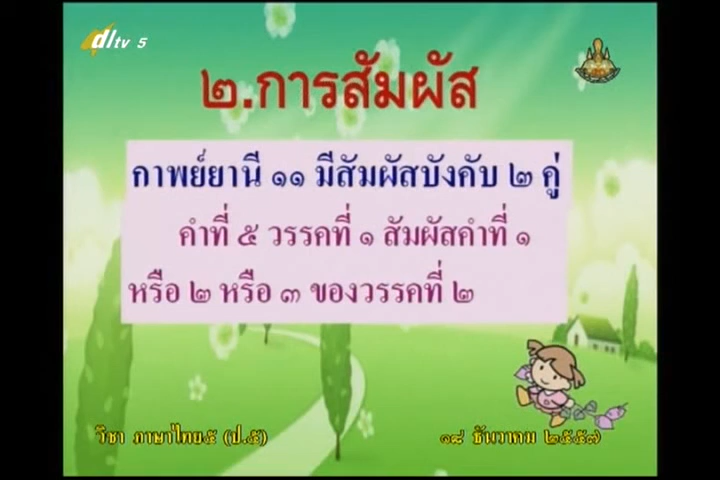 dltv 5
๒.การสัมผัส
กาพย์ยานี ๑๑ มีสัมผัสบังคับ ๒ คู่
คำที่ ๕ วรรคที่ ๑ สัมผัสคำที่ ๑
หรือ ๒ หรือ ๓ ของวรรคที่ ๒
วิชา ภาษาไทย๕ (ป.๕)
๑๘ ธันวาคม ๒๕๕๗